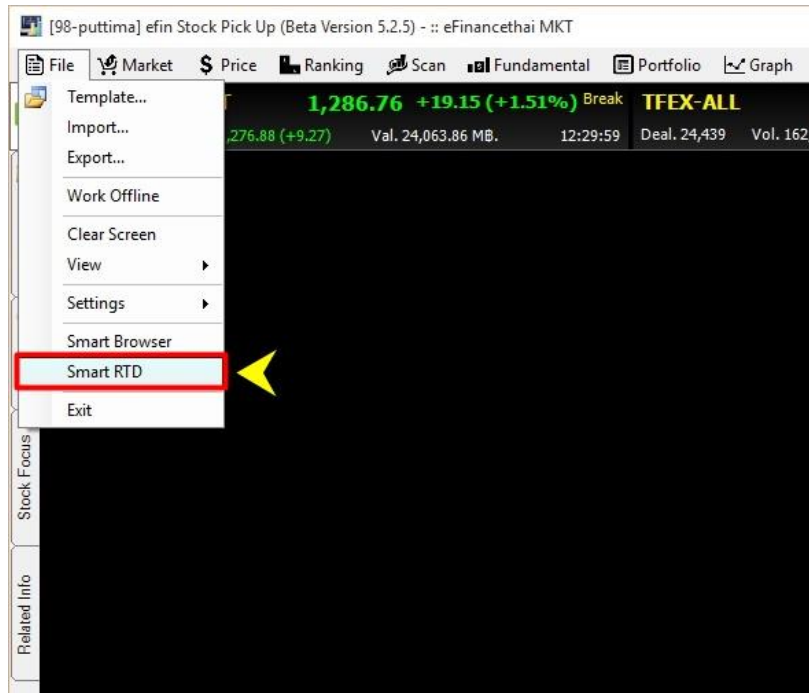 [98-puttima] efin Stock Pick Up (Beta Version 5.2.5) - :: eFinancethai MKT
File Market $ Price Ranking Scan Fundamental Portfolio Graph
1,286.76 +19.15 (+1.51%) Break TFEX-ALL
,276.88 (+9.27) Val. 24,063.86 MB. 12:29:59 Deal. 24,439 Vol. 162,
Template...
Import...
Export...
Work Offline
Clear Screen
View
Settings
Smart Browser
Smart RTD
Exit
Stock Focus
Related Info